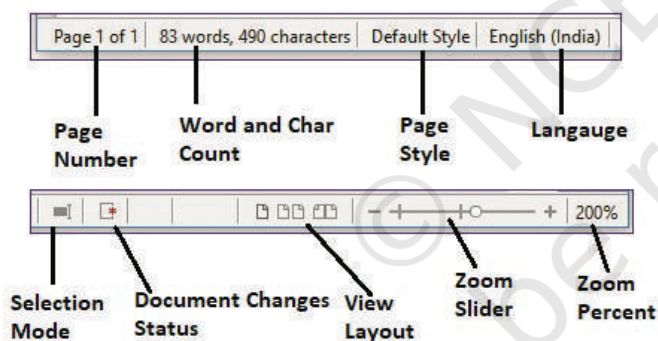 Page 1 of 1 83 words, 490 characters Default Style English (India)
Page Number
Word and Char Count
Page Style
Langauge
200%
Selection Mode
Document Changes Status
View Layout
Zoom Slider
Zoom Percent